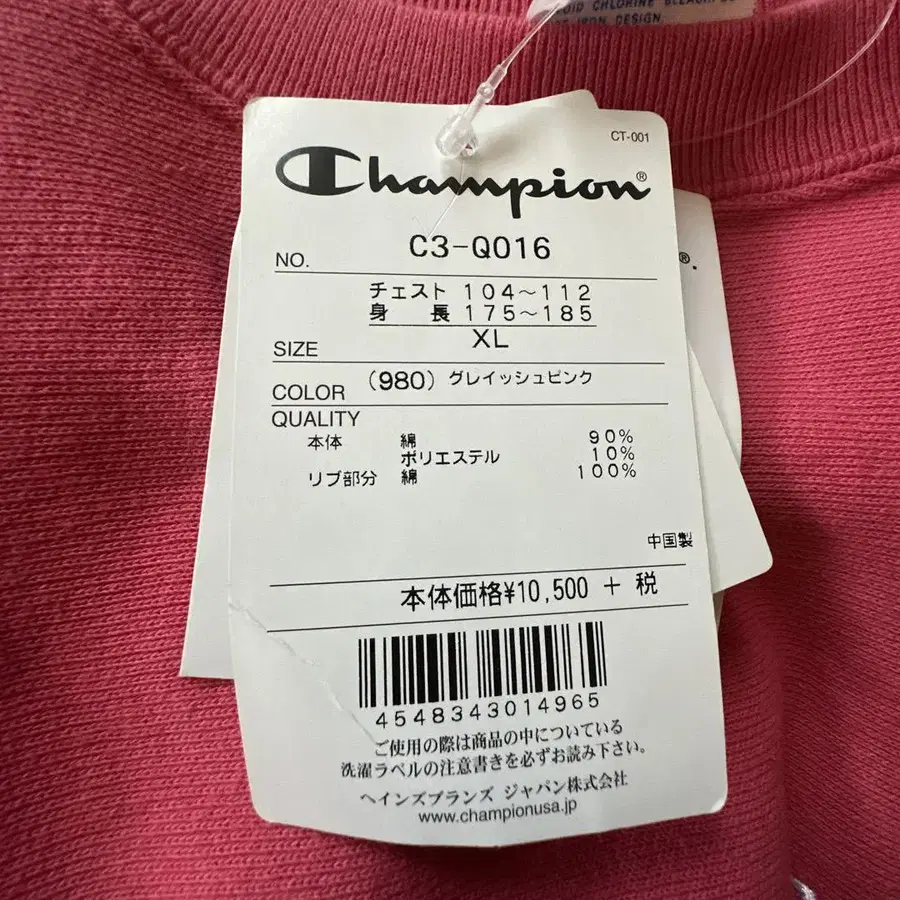 OID CHLORINE BLEACH
IRON DESIGN.
CT-001
Champion®
®.
NO. C3-Q016
チェスト 104~112
身 長 175~185
SIZE XL
COLOR (980) グレイッシュピンク
QUALITY
本体 綿 90%
ポリエステル 10%
リブ部分 綿 100%
中国製
本体価格¥10,500 + 税
4548343014965
ご使用の際は商品の中についている
洗濯ラベルの注意書きを必ずお読み下さい。
ヘインズブランズ ジャパン株式会社
www.championusa.jp